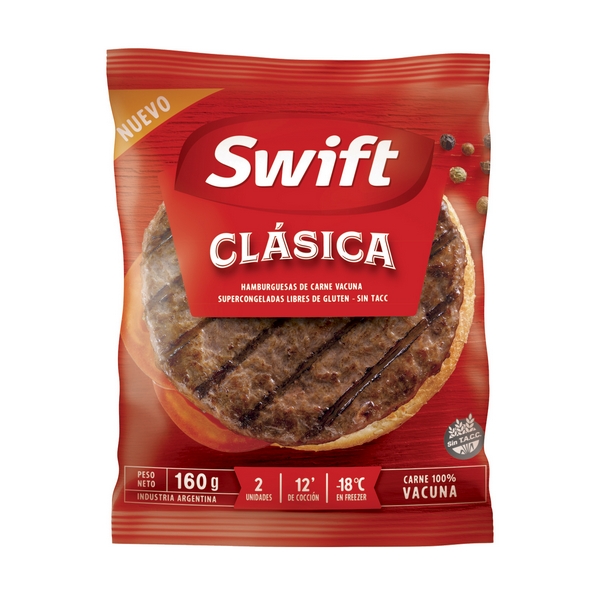 NUEVO
Swift
CLÁSICA
HAMBURGUESAS DE CARNE VACUNA
SUPERCONGELADAS LIBRES DE GLUTEN - SIN TACC
Sin T.A.C.C.
PESO NETO 160 g
INDUSTRIA ARGENTINA
2 UNIDADES
12' DE COCCIÓN
-18°C EN FREEZER
CARNE 100%
VACUNA